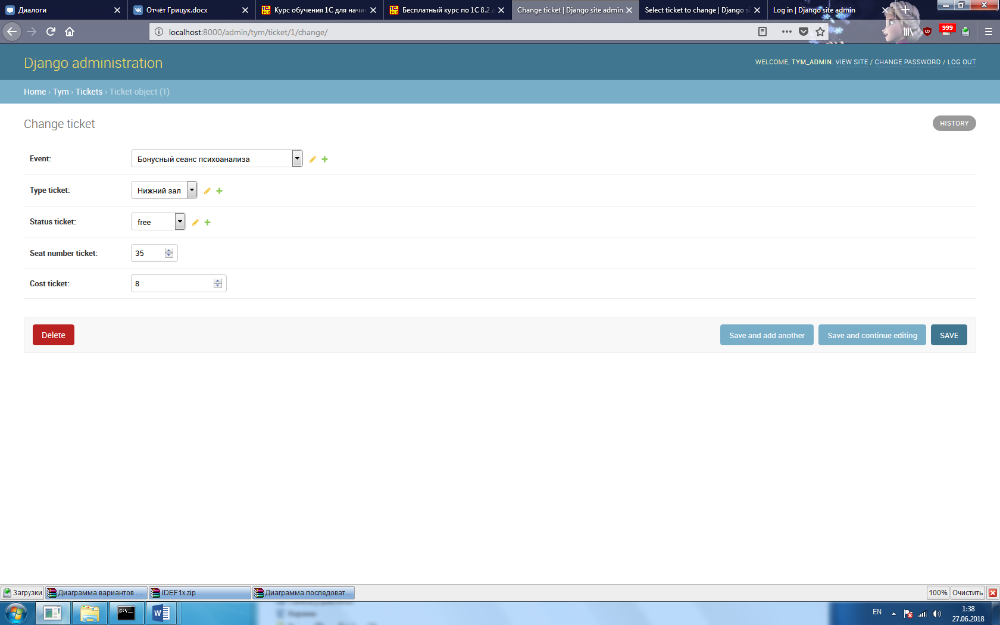 Диалоги
Отчёт Грицук.docx
Курс обучения 1С для начи
Бесплатный курс по 1С 8.2 д
Change ticket | Django site admin
Select ticket to change | Django s
Log in | Django site admin
localhost:8000/admin/tym/ticket/1/change/
999
Django administration
WELCOME, TYM_ADMIN. VIEW SITE / CHANGE PASSWORD / LOG OUT
Home › Tym › Tickets › Ticket object (1)
Change ticket
HISTORY
Event:
Бонусный сеанс психоанализа
Type ticket:
Нижний зал
Status ticket:
free
Seat number ticket:
35
Cost ticket:
8
Delete
Save and add another
Save and continue editing
SAVE
Загрузки
Диаграмма вариантов ...
IDEF1x.zip
Диаграмма последоват...
100%
Очистить
EN
1:38
27.06.2018